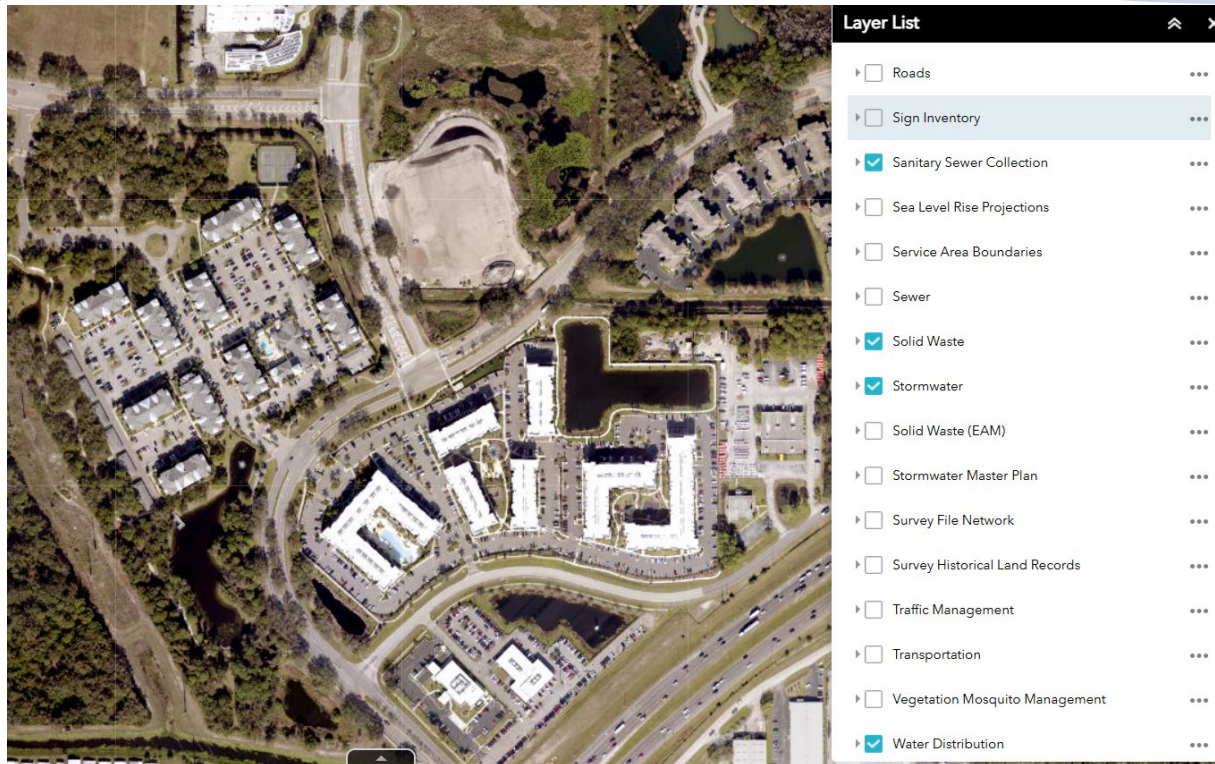 Layer List
Roads
Sign Inventory
Sanitary Sewer Collection
Sea Level Rise Projections
Service Area Boundaries
Sewer
Solid Waste
Stormwater
Solid Waste (EAM)
Stormwater Master Plan
Survey File Network
Survey Historical Land Records
Traffic Management
Transportation
Vegetation Mosquito Management
Water Distribution